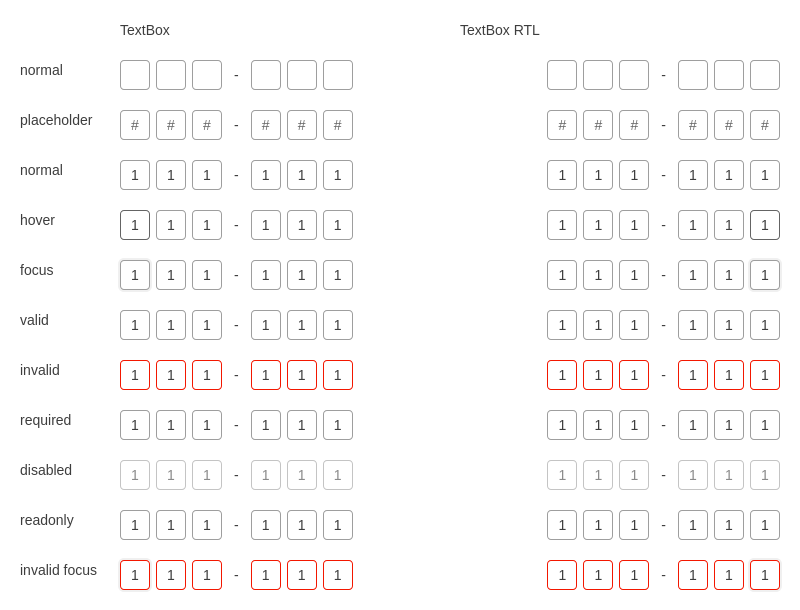 TextBox TextBox RTL
normal - -
placeholder # # # - # # # # # # - # # #
normal 1 1 1 - 1 1 1 1 1 1 - 1 1 1
hover 1 1 1 - 1 1 1 1 1 1 - 1 1 1
focus 1 1 1 - 1 1 1 1 1 1 - 1 1 1
valid 1 1 1 - 1 1 1 1 1 1 - 1 1 1
invalid 1 1 1 - 1 1 1 1 1 1 - 1 1 1
required 1 1 1 - 1 1 1 1 1 1 - 1 1 1
disabled 1 1 1 - 1 1 1 1 1 1 - 1 1 1
readonly 1 1 1 - 1 1 1 1 1 1 - 1 1 1
invalid focus 1 1 1 - 1 1 1 1 1 1 - 1 1 1